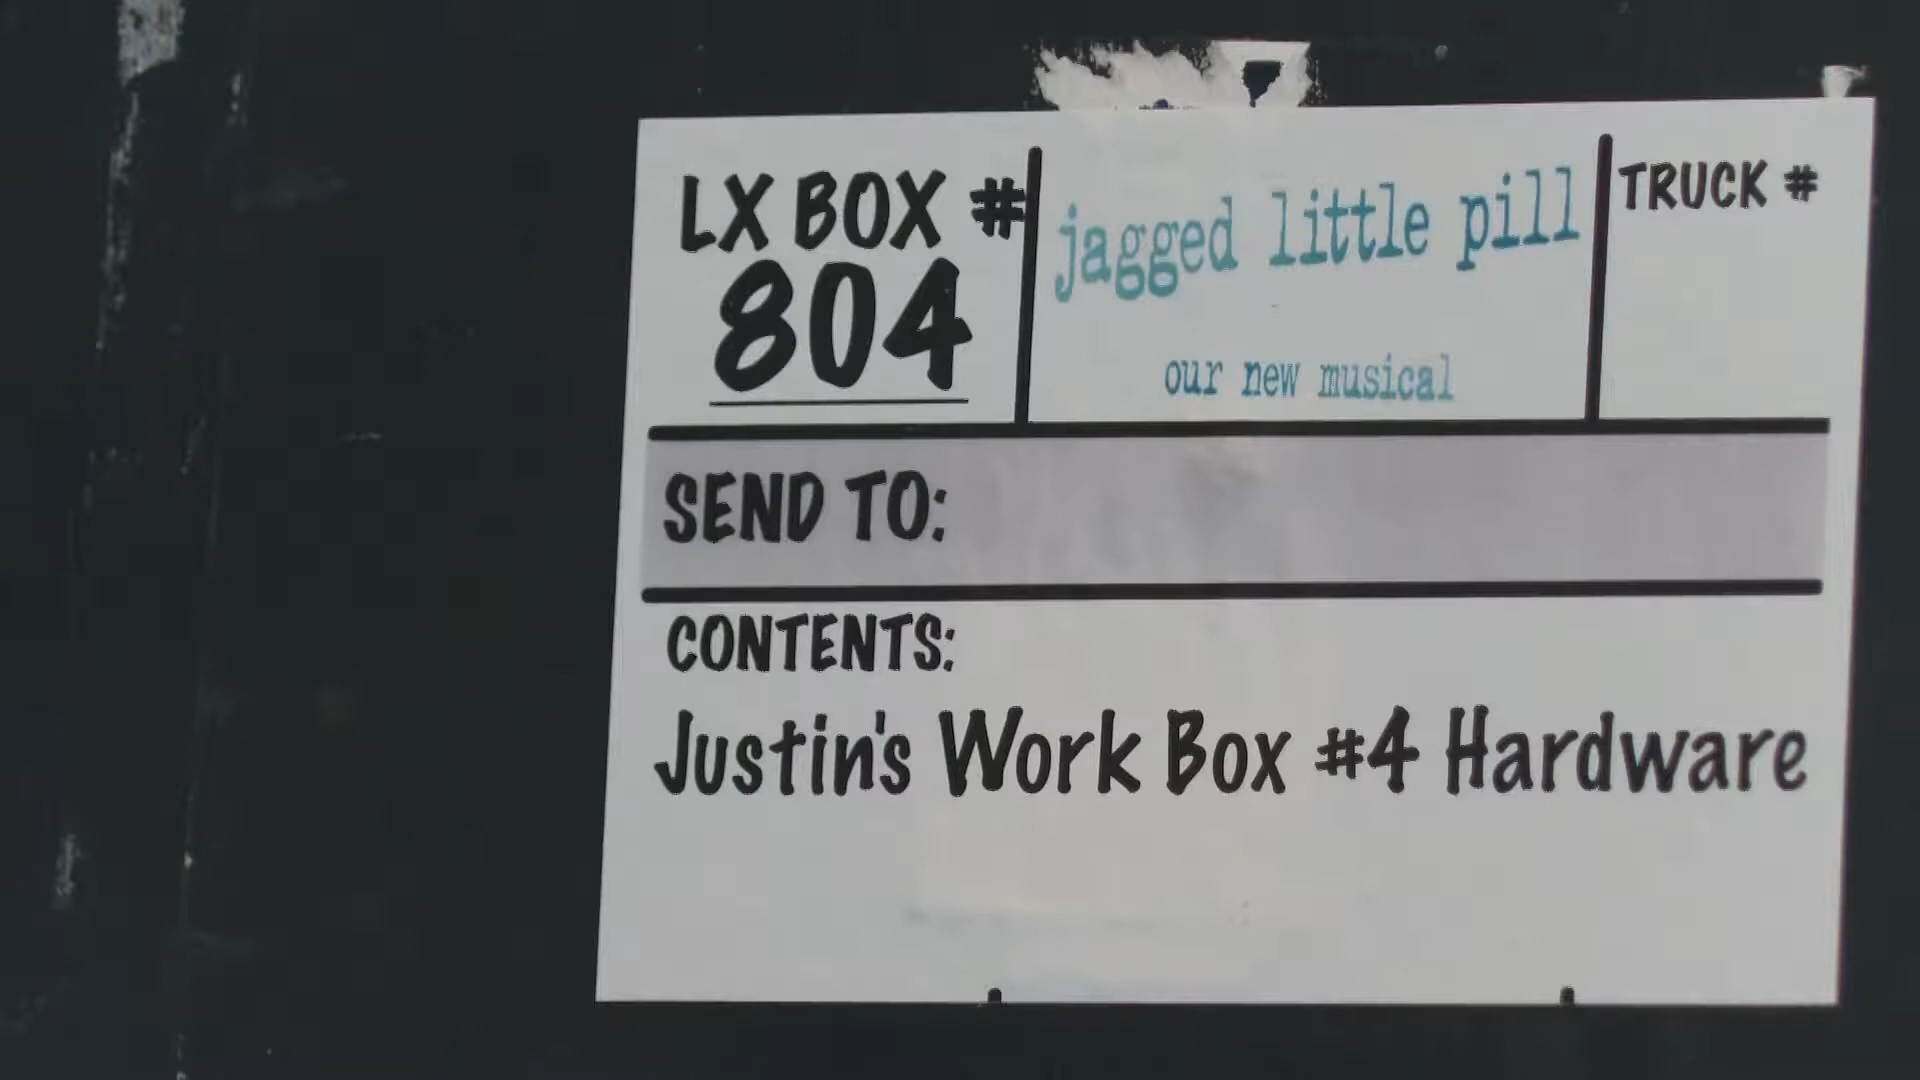 LX BOX #
804
jagged little pill
our new musical
TRUCK #
SEND TO:
CONTENTS:
Justin's Work Box #4 Hardware